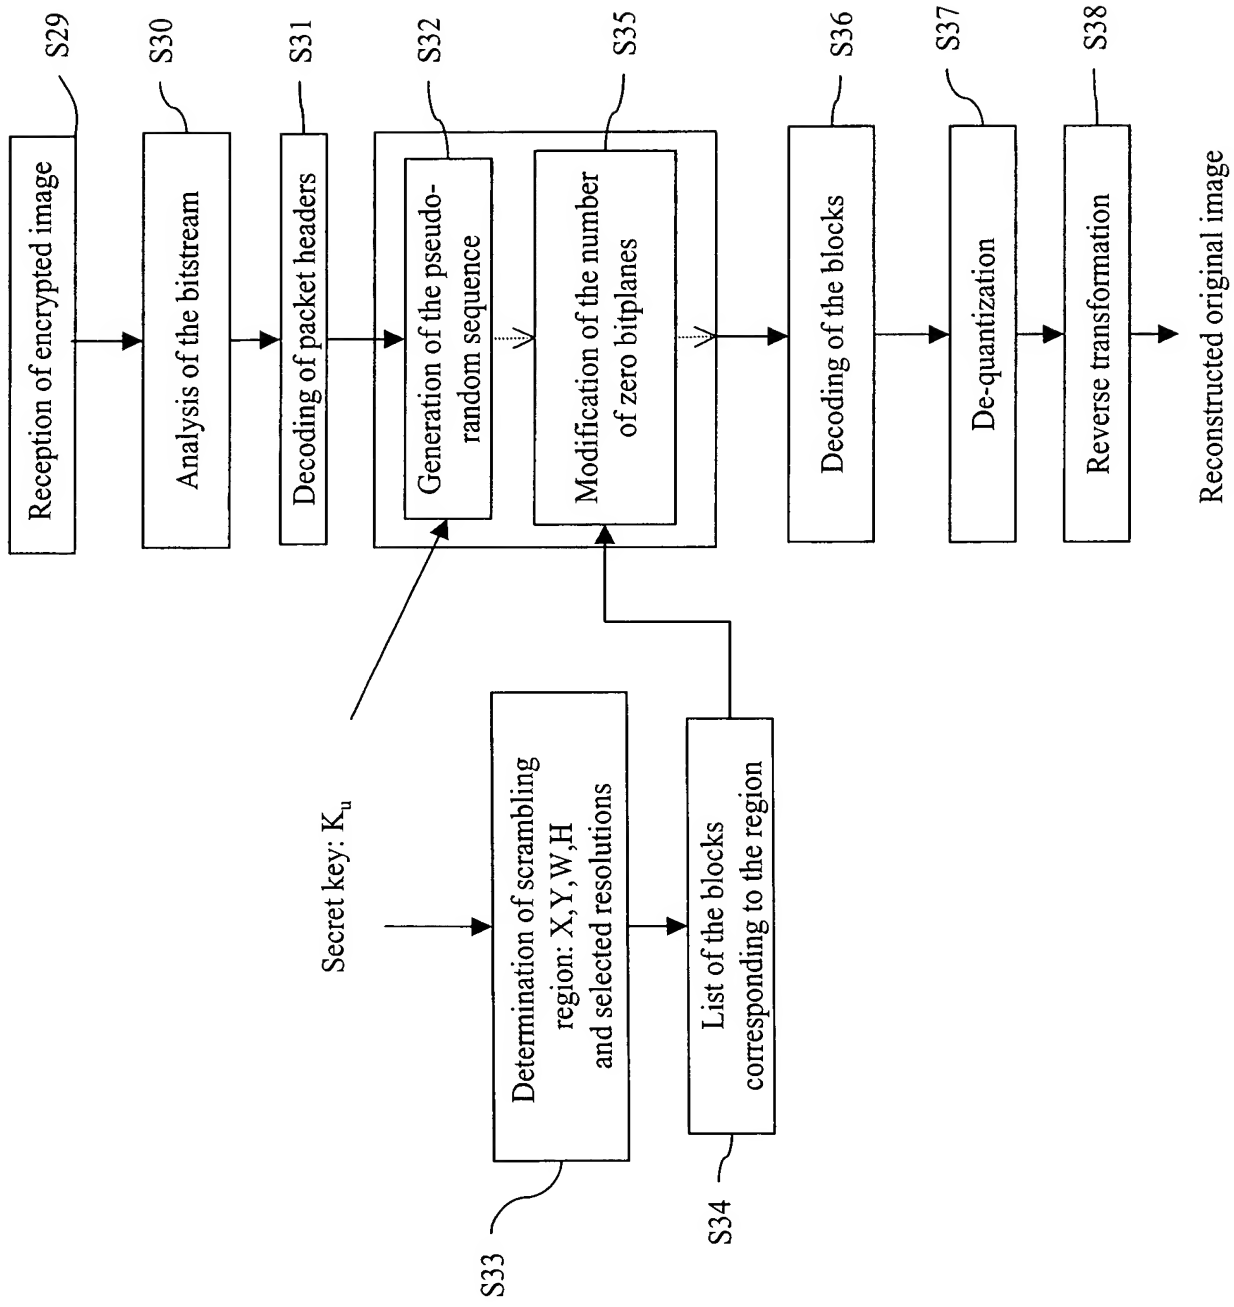 Reception of encrypted image
S29
Analysis of the bitstream
S30
Decoding of packet headers
S31
Generation of the pseudo-
random sequence
S32
Modification of the number
of zero bitplanes
S35
Decoding of the blocks
S36
De-quantization
S37
Reverse transformation
S38
Reconstructed original image
Secret key: Ku
Determination of scrambling
region: X,Y,W,H
and selected resolutions
S33
List of the blocks
corresponding to the region
S34